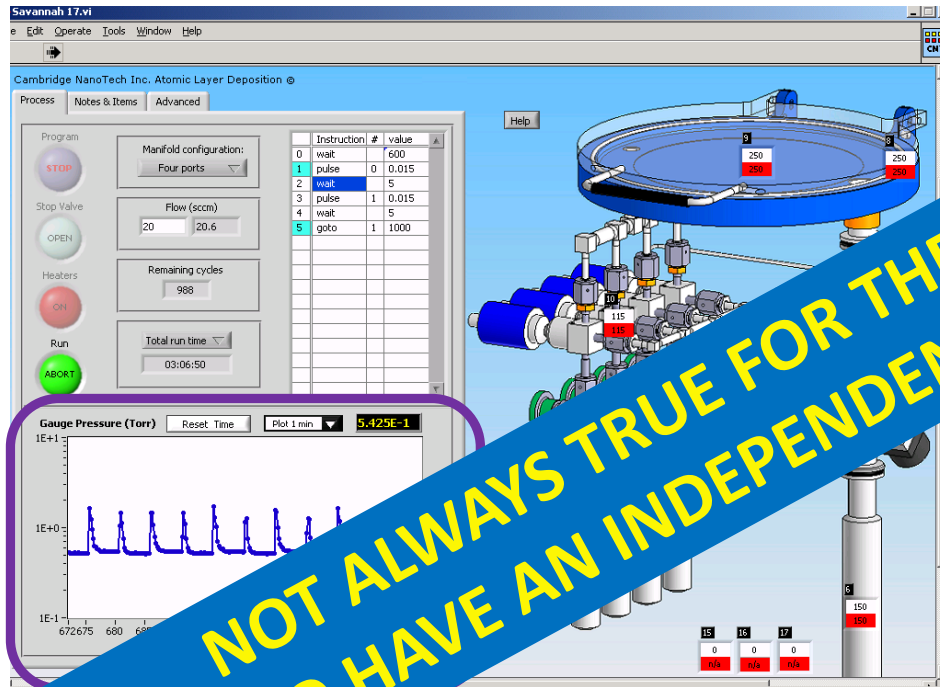 Savannah 17.vi
Edit Operate Tools Window Help
Cambridge NanoTech Inc. Atomic Layer Deposition ©
Process Notes & Items Advanced
Help
Program
STOP
Stop Valve
OPEN
Heaters
ON
Run
ABORT
Manifold configuration:
Four ports
Flow (sccm)
20 20.6
Remaining cycles
988
Total run time
03:06:50
Instruction # value
0 wait 600
1 pulse 0 0.015
2 wait 5
3 pulse 1 0.015
4 wait 5
5 goto 1 1000
Gauge Pressure (Torr) Reset Time Plot 1 min 5.425E-1
1E+1
1E+0
1E-1
672 675 680
9
250
250
8
250
250
10
115
115
6
150
150
15 16 17
0 0 0
n/a n/a n/a
NOT ALWAYS TRUE FOR
HAVE AN